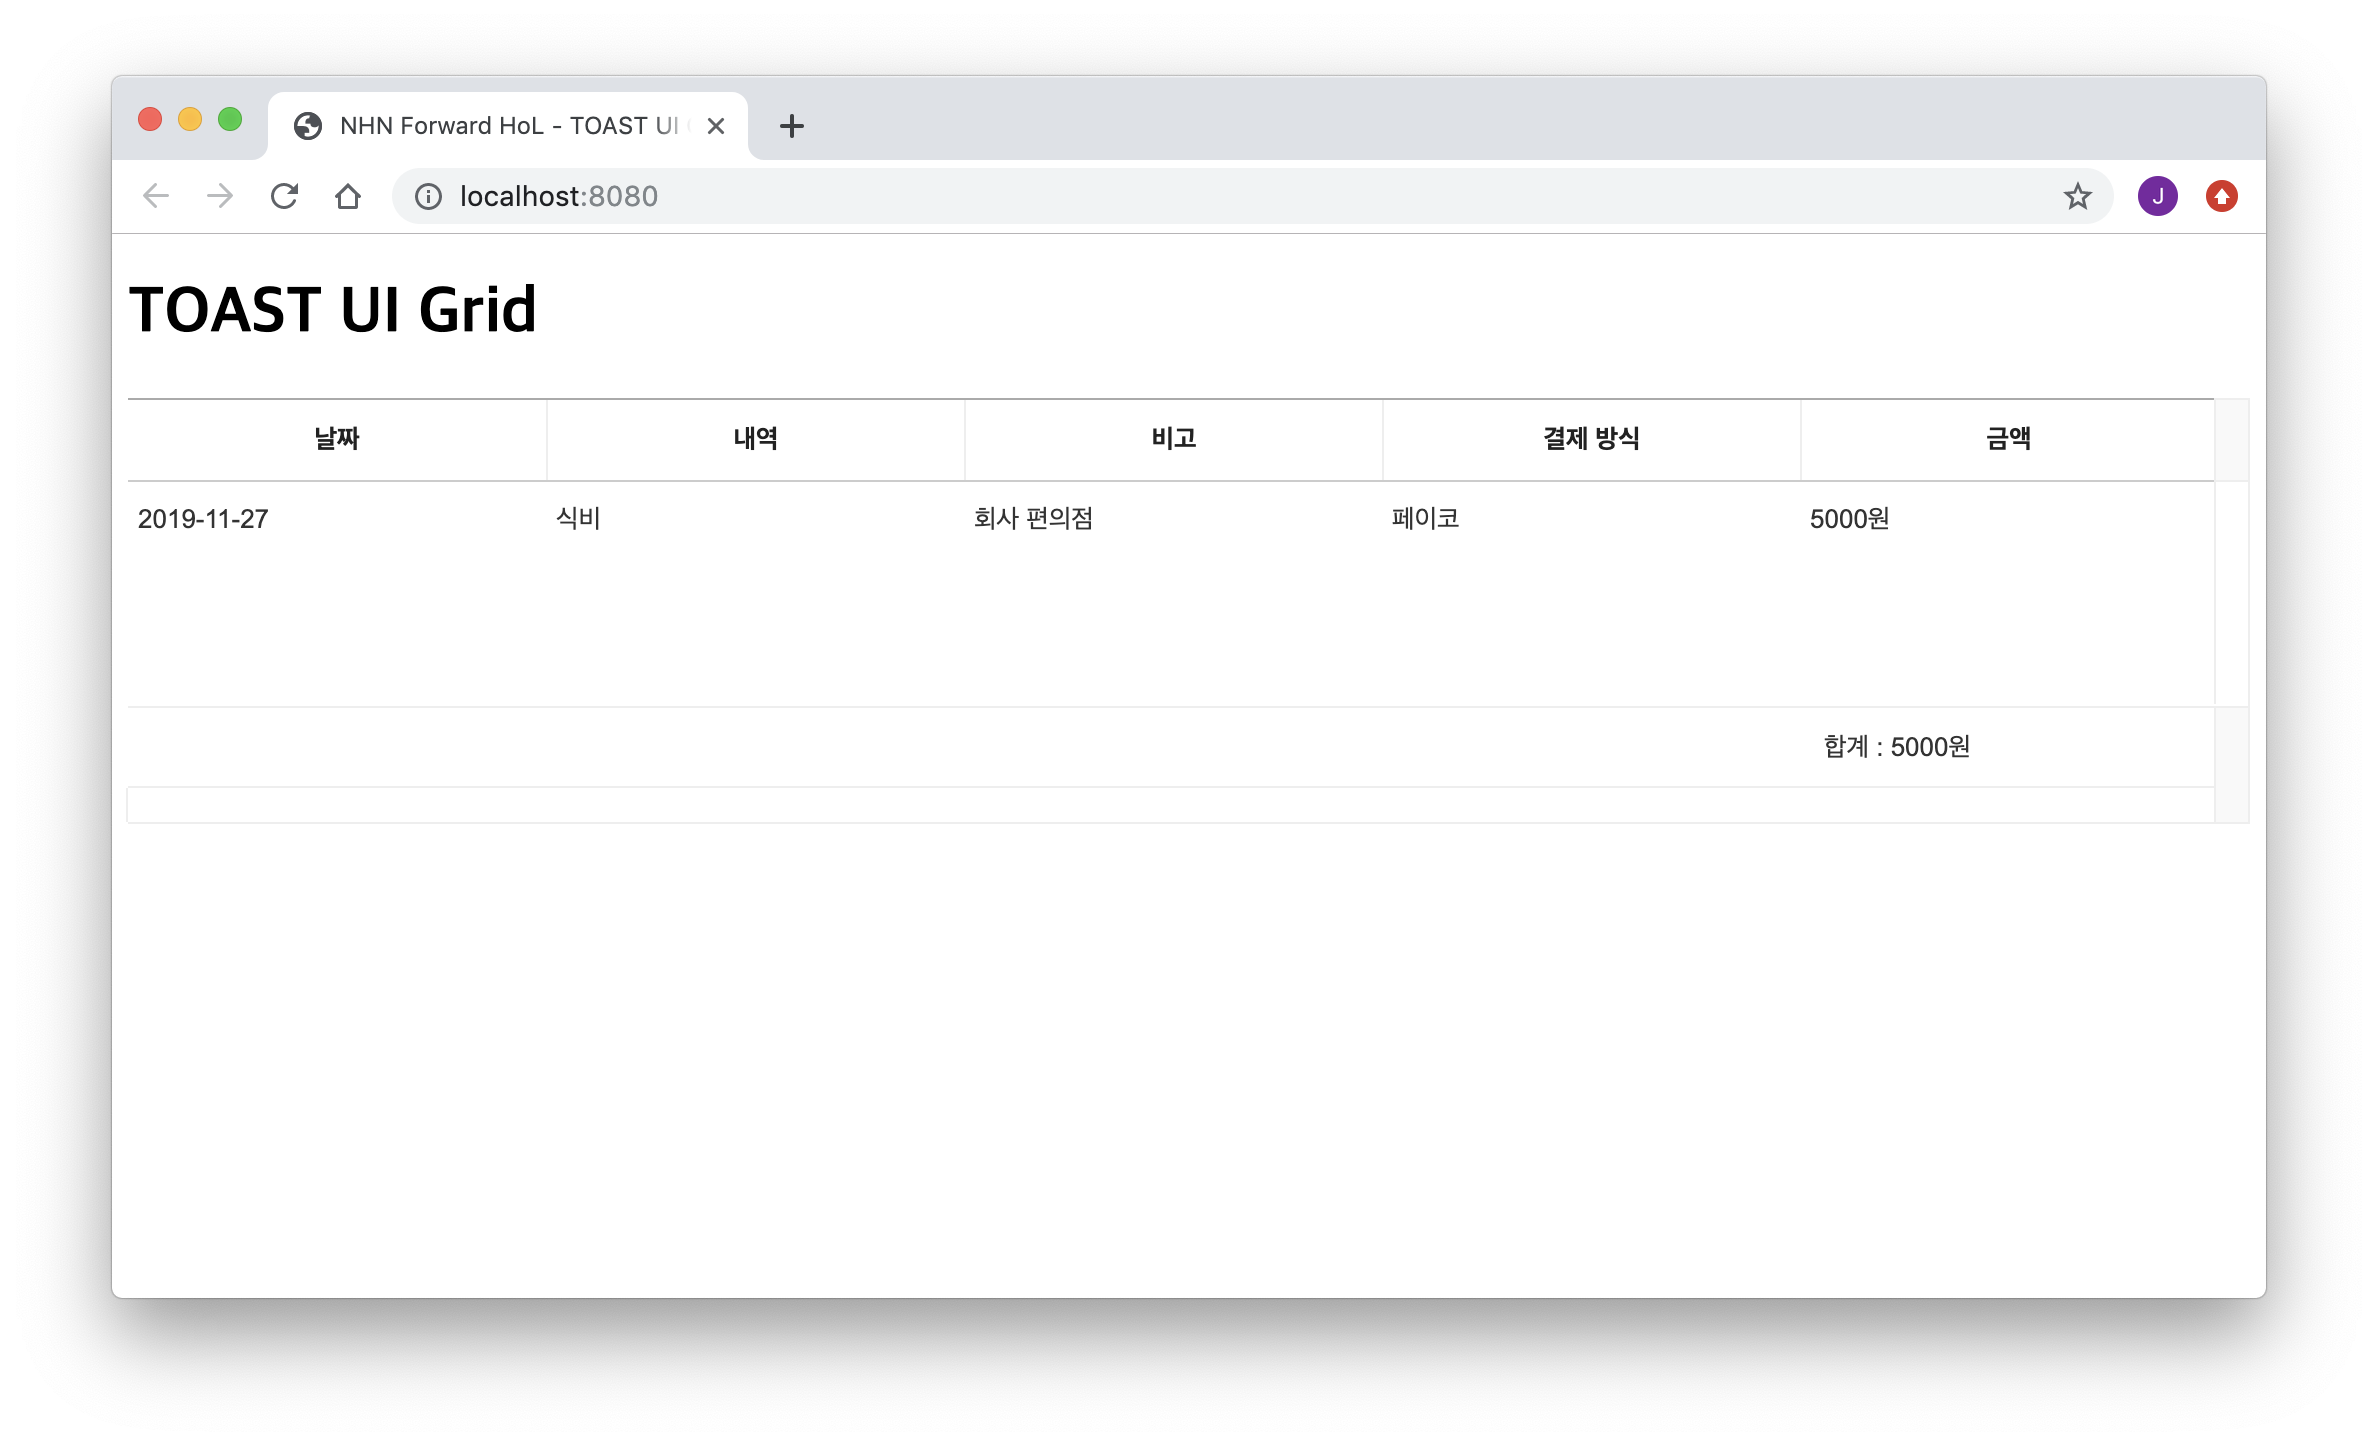 NHN Forward HoL - TOAST UI
localhost:8080
J
TOAST UI Grid
날짜 내역 비고 결제 방식 금액
2019-11-27 식비 회사 편의점 페이코 5000원
합계 : 5000원